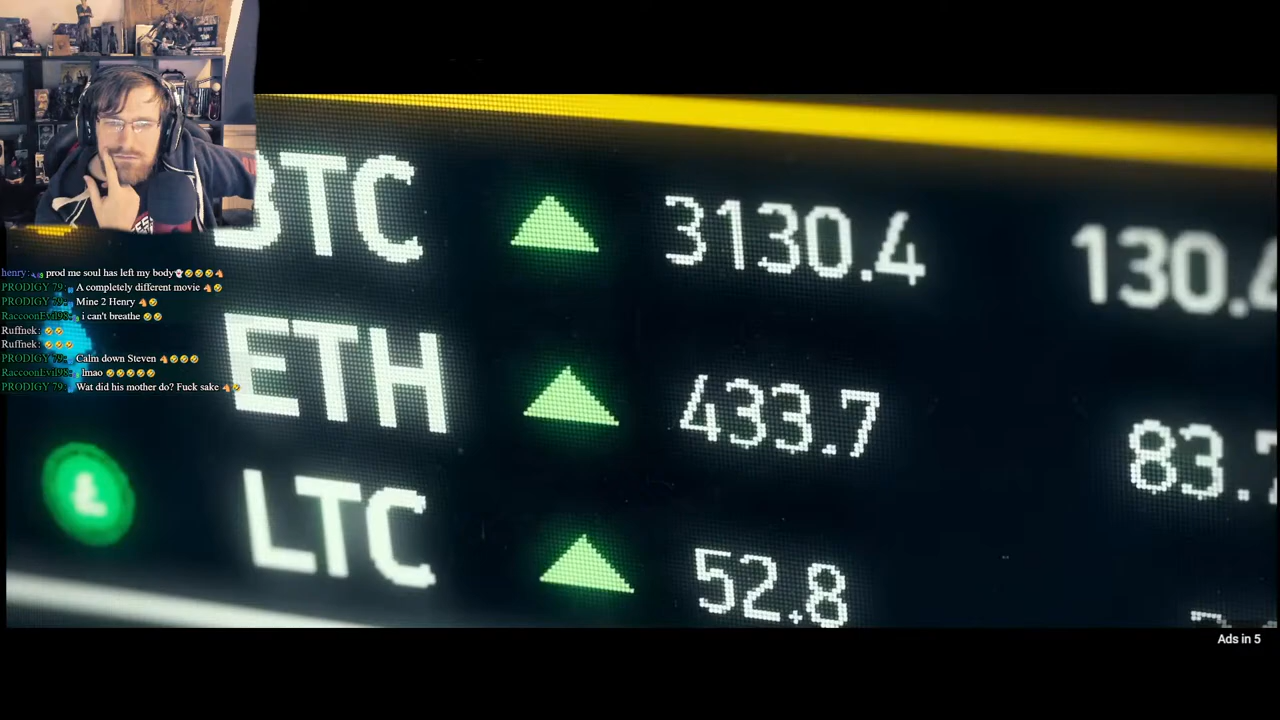 BTC 3130.4 130.4
henry: prod me soul has left my body👻🤣🤣🤣🐴
PRODIGY 79: A completely different movie 🐴🤣
PRODIGY 79: Mine 2 Henry 🐴🤣
RaccoonEvil98: i can't breathe 🤣🤣
Ruffnek: 🤣🤣
Ruffnek: 🤣🤣🤣
PRODIGY 79: Calm down Steven 🐴🤣🤣🤣
RaccoonEvil98: lmao 🤣🤣🤣🤣🤣
PRODIGY 79: Wat did his mother do? Fuck sake 🐴🤣
ETH 433.7 83.7
LTC 52.8
Ads in 5